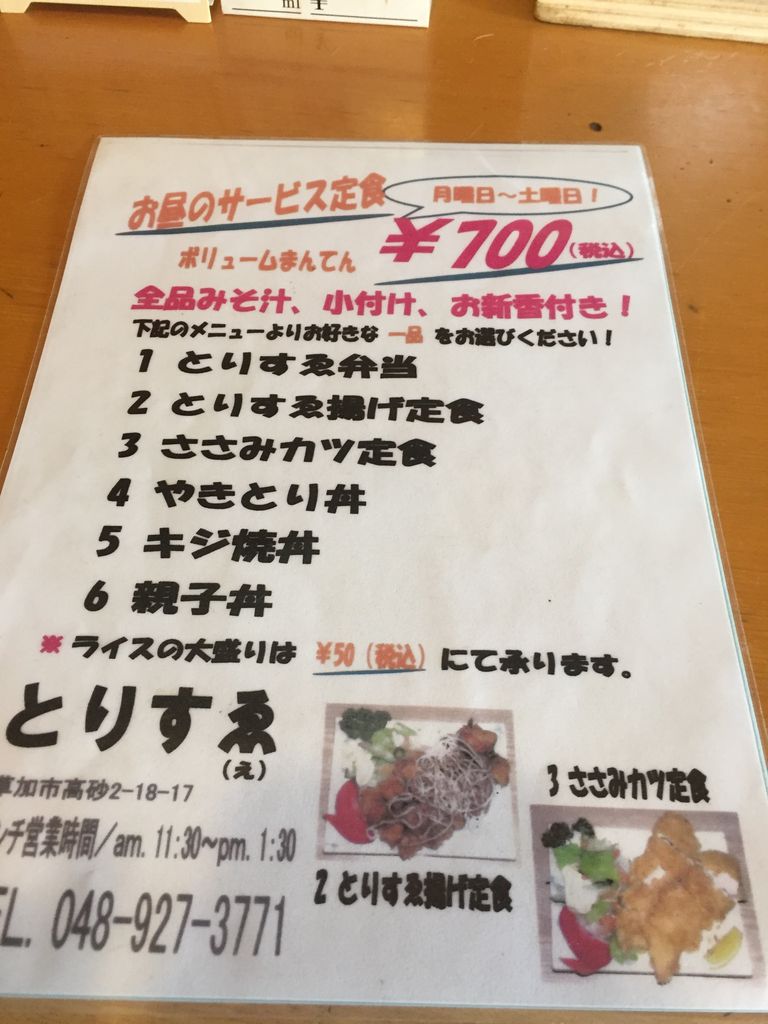 ml ¥
お昼のサービス定食
月曜日～土曜日！
ボリュームまんてん
¥700(税込)
全品みそ汁、小付け、お新香付き！
下記のメニューよりお好きな 一品 をお選びください！
1 とりすゑ弁当
2 とりすゑ揚げ定食
3 ささみカツ定食
4 やきとり丼
5 キジ焼丼
6 親子丼
※ ライスの大盛りは ¥50（税込）にて承ります。
とりすゑ
（え）
草加市高砂2-18-17
ンチ営業時間/am. 11:30～pm. 1:30
EL. 048-927-3771
2 とりすゑ揚げ定食
3 ささみカツ定食